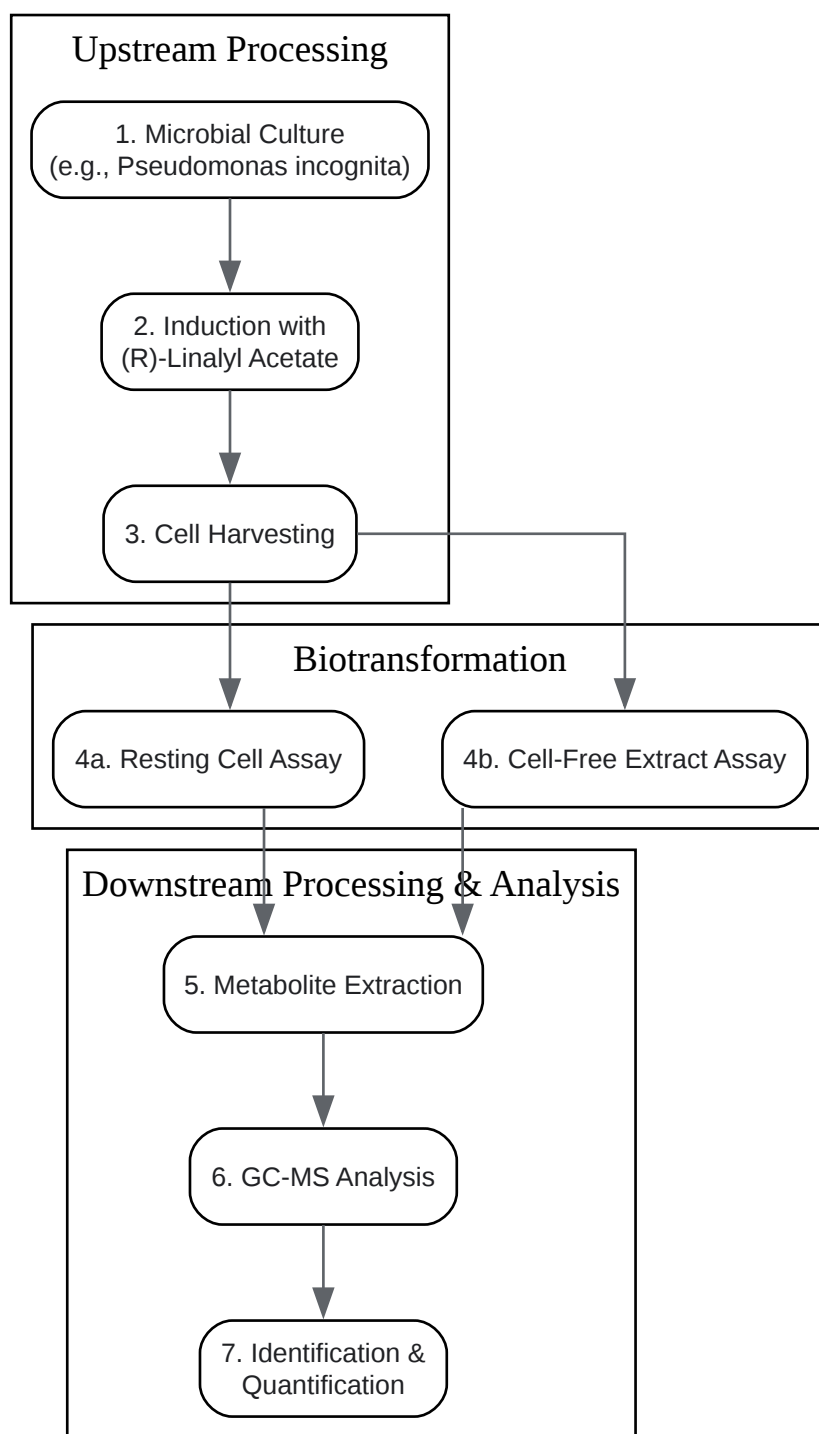 Upstream Processing
1. Microbial Culture
(e.g., Pseudomonas incognita)
2. Induction with
(R)-Linalyl Acetate
3. Cell Harvesting
Biotransformation
4a. Resting Cell Assay
4b. Cell-Free Extract Assay
Downstream Processing & Analysis
5. Metabolite Extraction
6. GC-MS Analysis
7. Identification &
Quantification